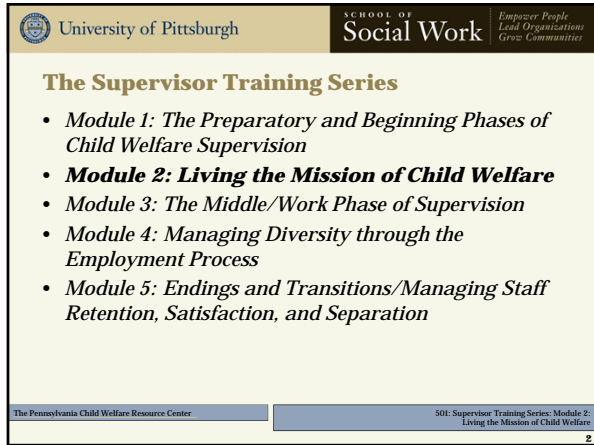 University of Pittsburgh
SCHOOL OF
Social Work
Empower People
Lead Organizations
Grow Communities
The Supervisor Training Series
• Module 1: The Preparatory and Beginning Phases of
Child Welfare Supervision
• Module 2: Living the Mission of Child Welfare
• Module 3: The Middle/Work Phase of Supervision
• Module 4: Managing Diversity through the
Employment Process
• Module 5: Endings and Transitions/Managing Staff
Retention, Satisfaction, and Separation
The Pennsylvania Child Welfare Resource Center
501: Supervisor Training Series: Module 2:
Living the Mission of Child Welfare
2